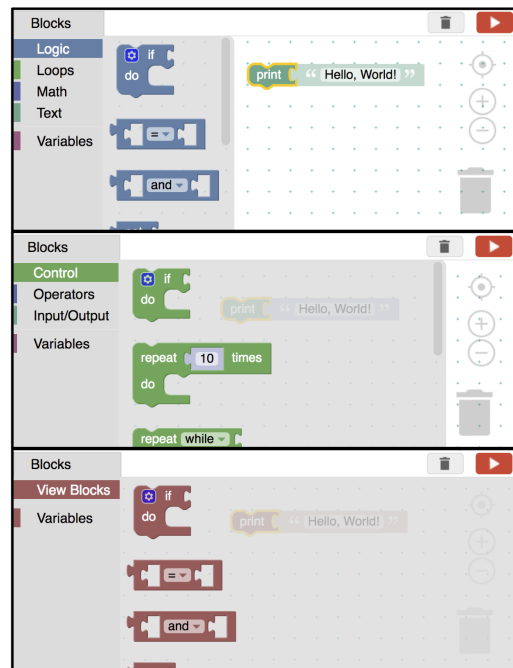 Blocks
Logic
Loops
Math
Text
Variables
if
do
=
and
print “ Hello, World! ”
Blocks
Control
Operators
Input/Output
Variables
if
do
print “ Hello, World! ”
repeat 10 times
do
repeat while
Blocks
View Blocks
Variables
if
do
print “ Hello, World! ”
=
and